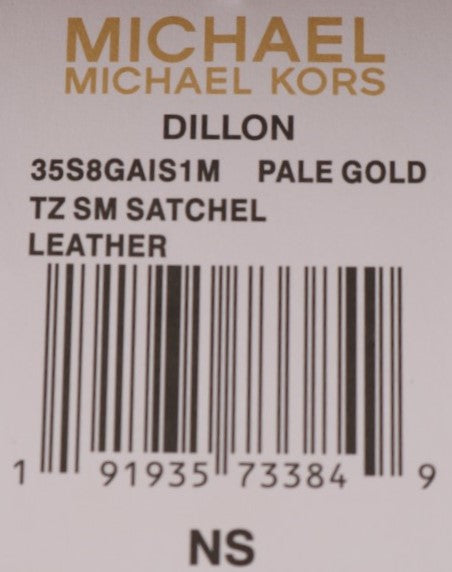 MICHAEL
MICHAEL KORS
DILLON
35S8GAIS1M PALE GOLD
TZ SM SATCHEL
LEATHER
1 91935 73384 9
NS